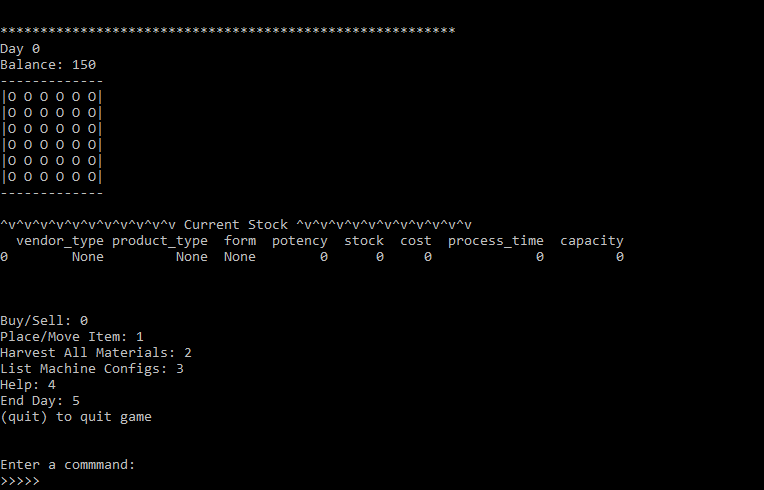 *********************************************************
Day 0
Balance: 150
-------------
|O O O O O O|
|O O O O O O|
|O O O O O O|
|O O O O O O|
|O O O O O O|
|O O O O O O|
-------------
^v^v^v^v^v^v^v^v^v^v^v Current Stock ^v^v^v^v^v^v^v^v^v^v^v
  vendor_type product_type  form  potency  stock  cost  process_time  capacity
0        None         None  None        0      0     0             0         0
Buy/Sell: 0
Place/Move Item: 1
Harvest All Materials: 2
List Machine Configs: 3
Help: 4
End Day: 5
(quit) to quit game
Enter a commmand:
>>>>>